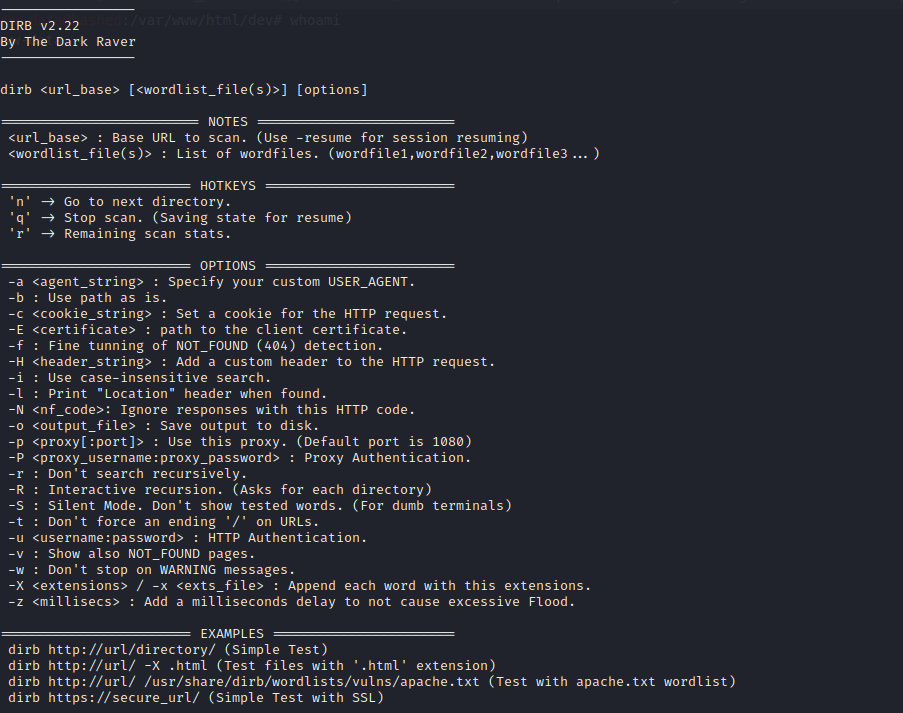 :/var/www/html/dev# whoami
DIRB v2.22
By The Dark Raver
dirb <url_base> [<wordlist_file(s)>] [options]
========================= NOTES =========================
<url_base> : Base URL to scan. (Use -resume for session resuming)
<wordlist_file(s)> : List of wordfiles. (wordfile1,wordfile2,wordfile3...)
======================== HOTKEYS ========================
'n' -> Go to next directory.
'q' -> Stop scan. (Saving state for resume)
'r' -> Remaining scan stats.
======================== OPTIONS ========================
-a <agent_string> : Specify your custom USER_AGENT.
-b : Use path as is.
-c <cookie_string> : Set a cookie for the HTTP request.
-E <certificate> : path to the client certificate.
-f : Fine tunning of NOT_FOUND (404) detection.
-H <header_string> : Add a custom header to the HTTP request.
-i : Use case-insensitive search.
-l : Print "Location" header when found.
-N <nf_code>: Ignore responses with this HTTP code.
-o <output_file> : Save output to disk.
-p <proxy[:port]> : Use this proxy. (Default port is 1080)
-P <proxy_username:proxy_password> : Proxy Authentication.
-r : Don't search recursively.
-R : Interactive recursion. (Asks for each directory)
-S : Silent Mode. Don't show tested words. (For dumb terminals)
-t : Don't force an ending '/' on URLs.
-u <username:password> : HTTP Authentication.
-v : Show also NOT_FOUND pages.
-w : Don't stop on WARNING messages.
-X <extensions> / -x <exts_file> : Append each word with this extensions.
-z <millisecs> : Add a milliseconds delay to not cause excessive Flood.
======================== EXAMPLES =======================
dirb http://url/directory/ (Simple Test)
dirb http://url/ -X .html (Test files with '.html' extension)
dirb http://url/ /usr/share/dirb/wordlists/vulns/apache.txt (Test with apache.txt wordlist)
dirb https://secure_url/ (Simple Test with SSL)